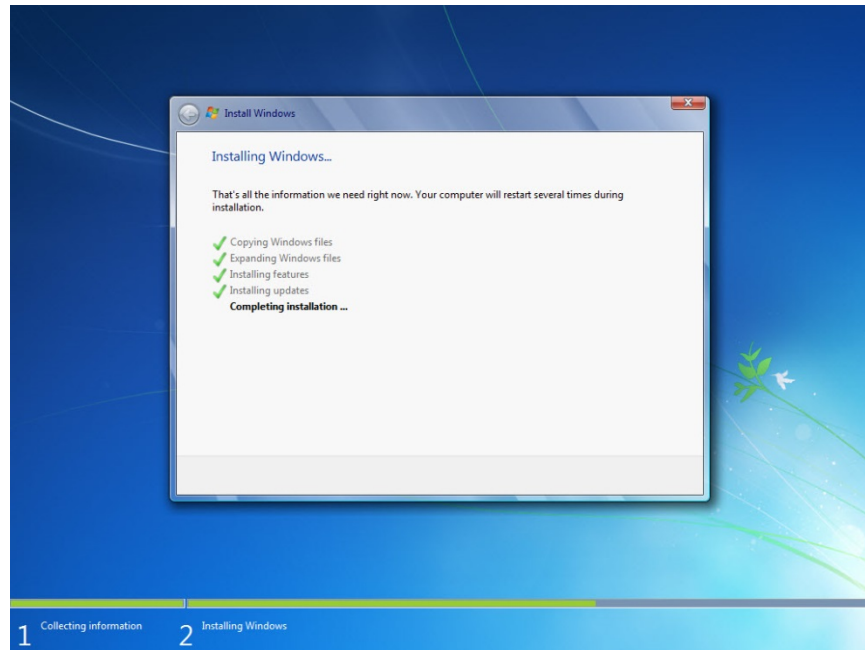 Install Windows
Installing Windows...
That's all the information we need right now. Your computer will restart several times during
installation.
Copying Windows files
Expanding Windows files
Installing features
Installing updates
Completing installation ...
1 Collecting information
2 Installing Windows